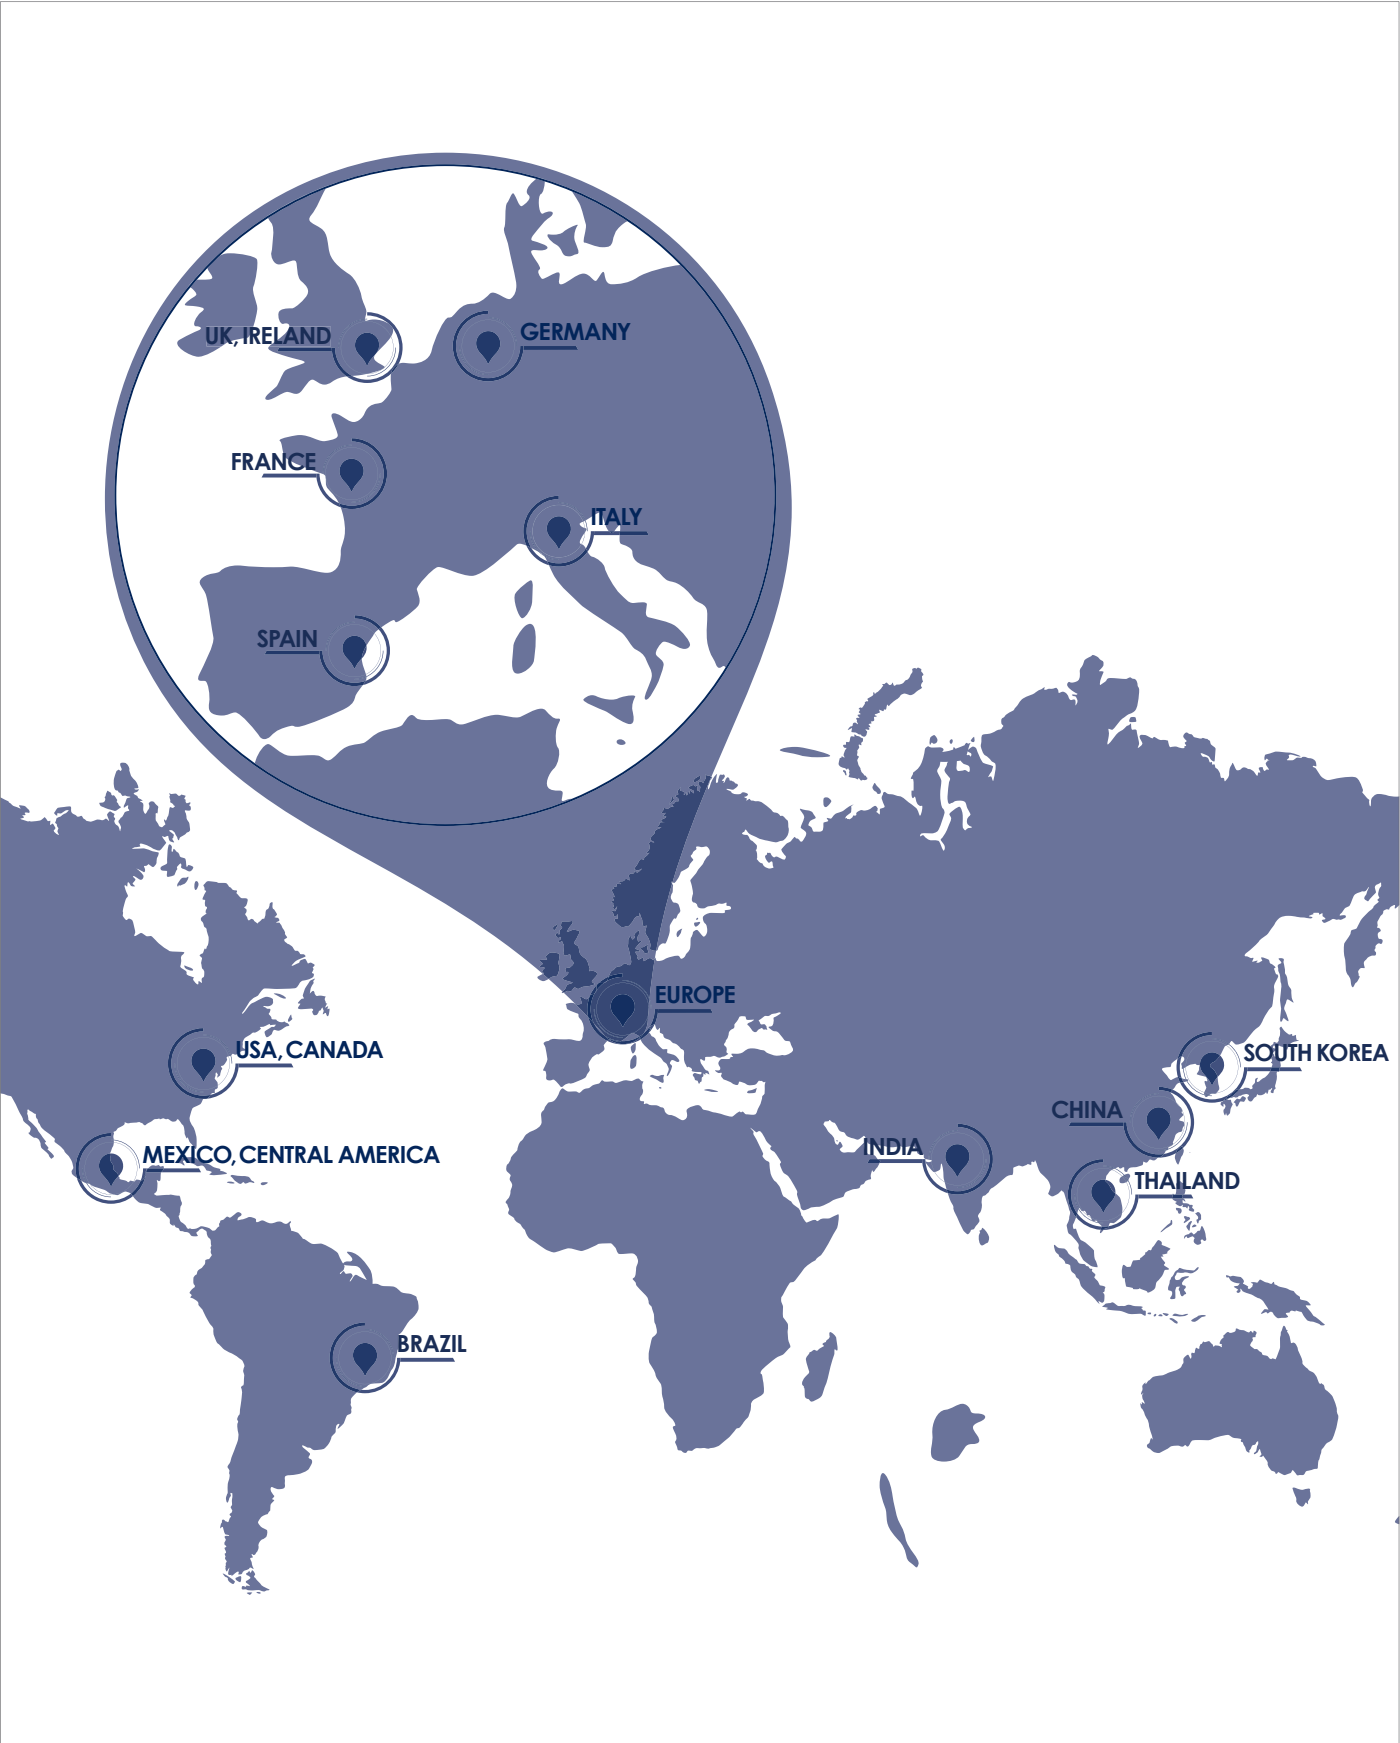 UK, IRELAND
GERMANY
FRANCE
ITALY
SPAIN
EUROPE
USA, CANADA
SOUTH KOREA
CHINA
INDIA
MEXICO, CENTRAL AMERICA
THAILAND
BRAZIL